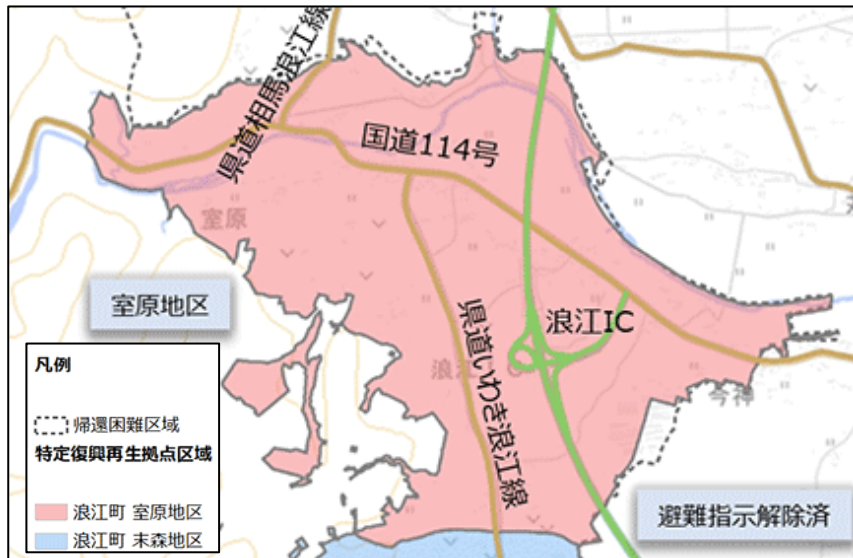 県道相馬浪江線
国道114号
室原
室原地区
浪江IC
県道いわき浪江線
今神
凡例
帰還困難区域
特定復興再生拠点区域
浪江町 室原地区
浪江町 末森地区
避難指示解除済